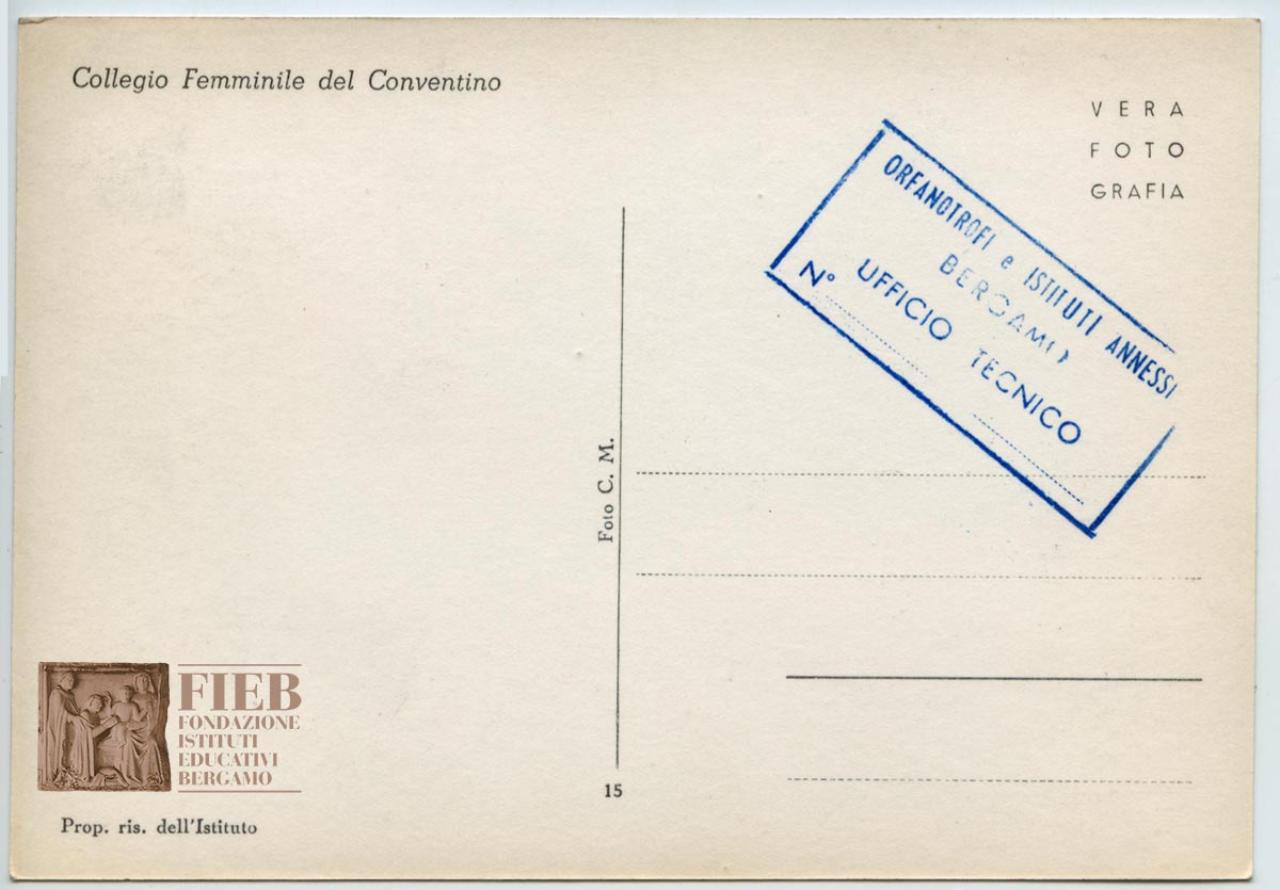 Collegio Femminile del Conventino
VERA
FOTO
GRAFIA
ORFANOTROFI e ISTITUTI ANNESSI
BERGAMO
UFFICIO TECNICO
N°
Foto C. M.
15
FIEB
FONDAZIONE
ISTITUTI
EDUCATIVI
BERGAMO
Prop. ris. dell'Istituto